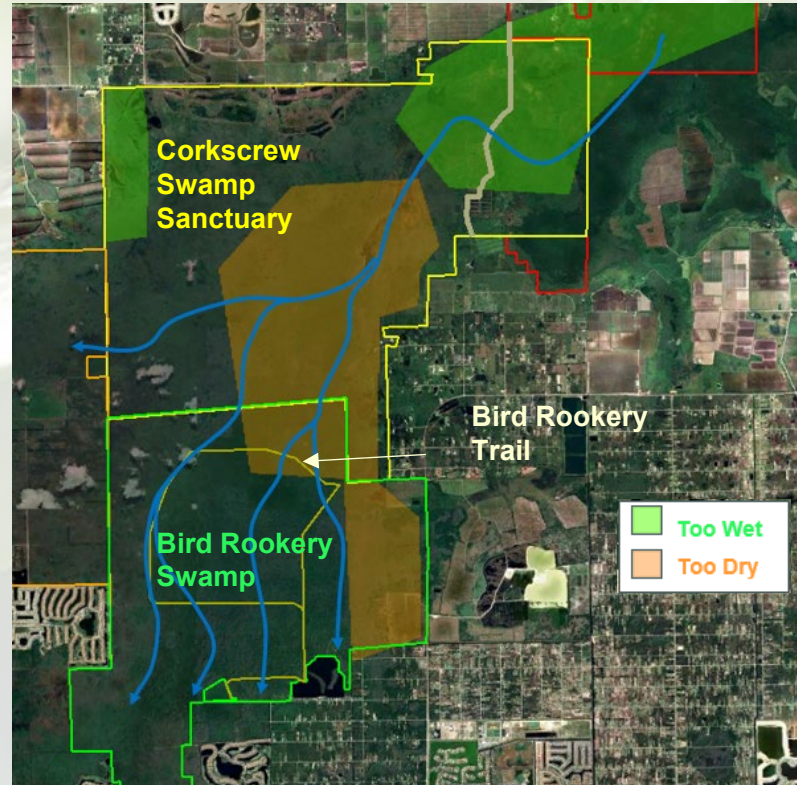 Corkscrew
Swamp
Sanctuary
Bird Rookery
Trail
Bird Rookery
Swamp
Too Wet
Too Dry